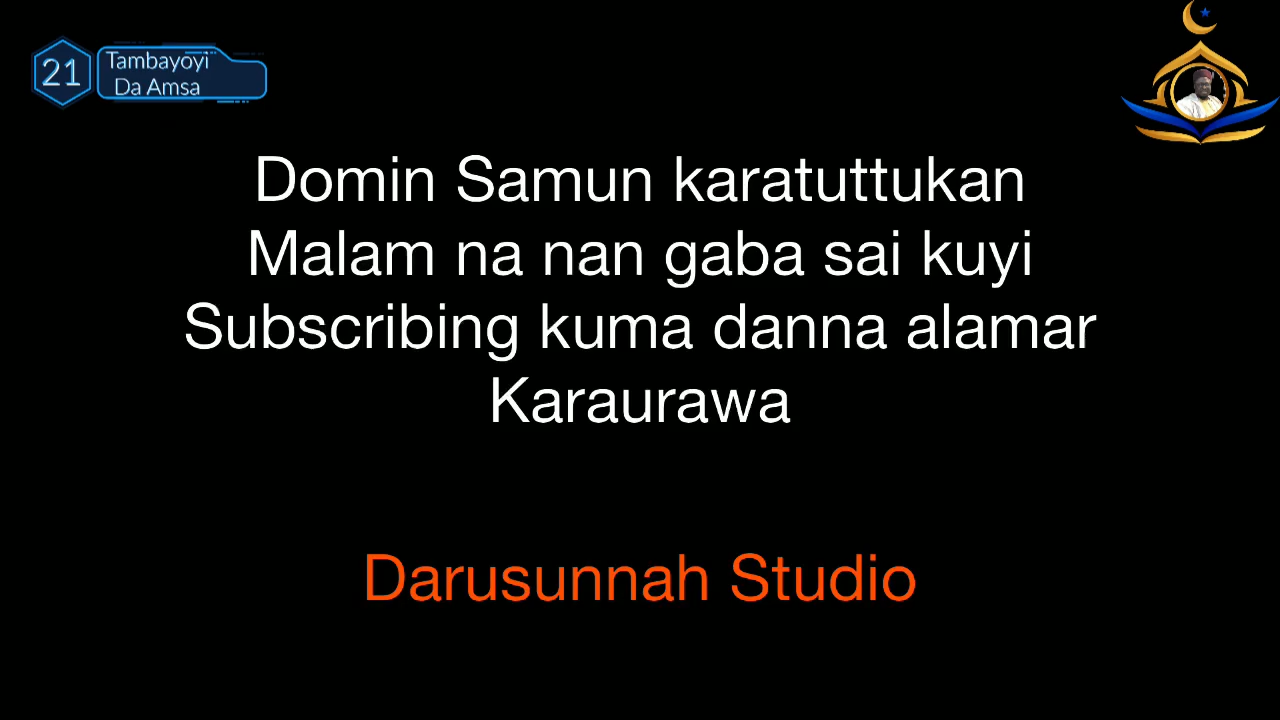 21
Tambayoyi
Da Amsa
Domin Samun karatuttukan
Malam na nan gaba sai kuyi
Subscribing kuma danna alamar
Karaurawa
Darusunnah Studio